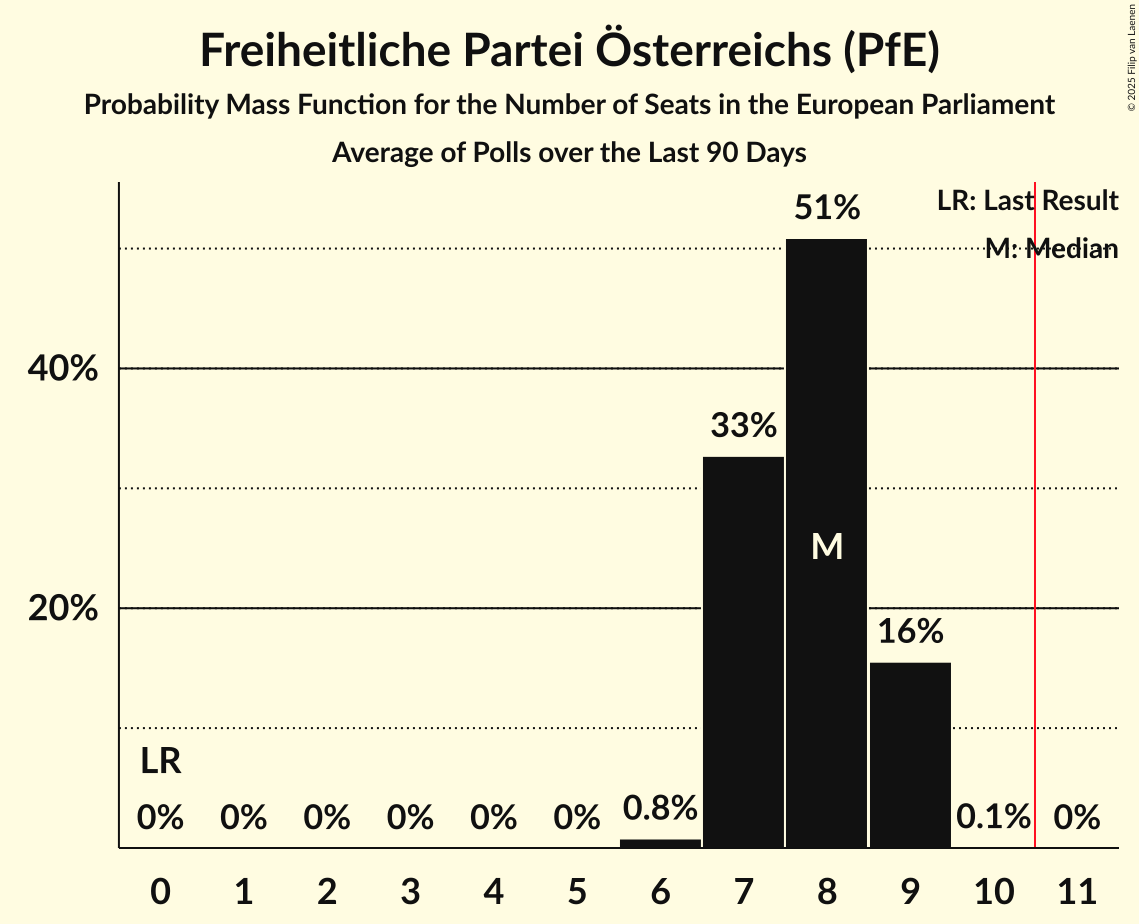 Freiheitliche Partei Österreichs (PfE)
Probability Mass Function for the Number of Seats in the European Parliament
Average of Polls over the Last 90 Days
© 2025 Filip van Laenen
LR: Last Result
M: Median
51%
40%
33%
M
20%
16%
LR
0% 0% 0% 0% 0% 0% 0.8% 0.1% 0%
0 1 2 3 4 5 6 7 8 9 10 11